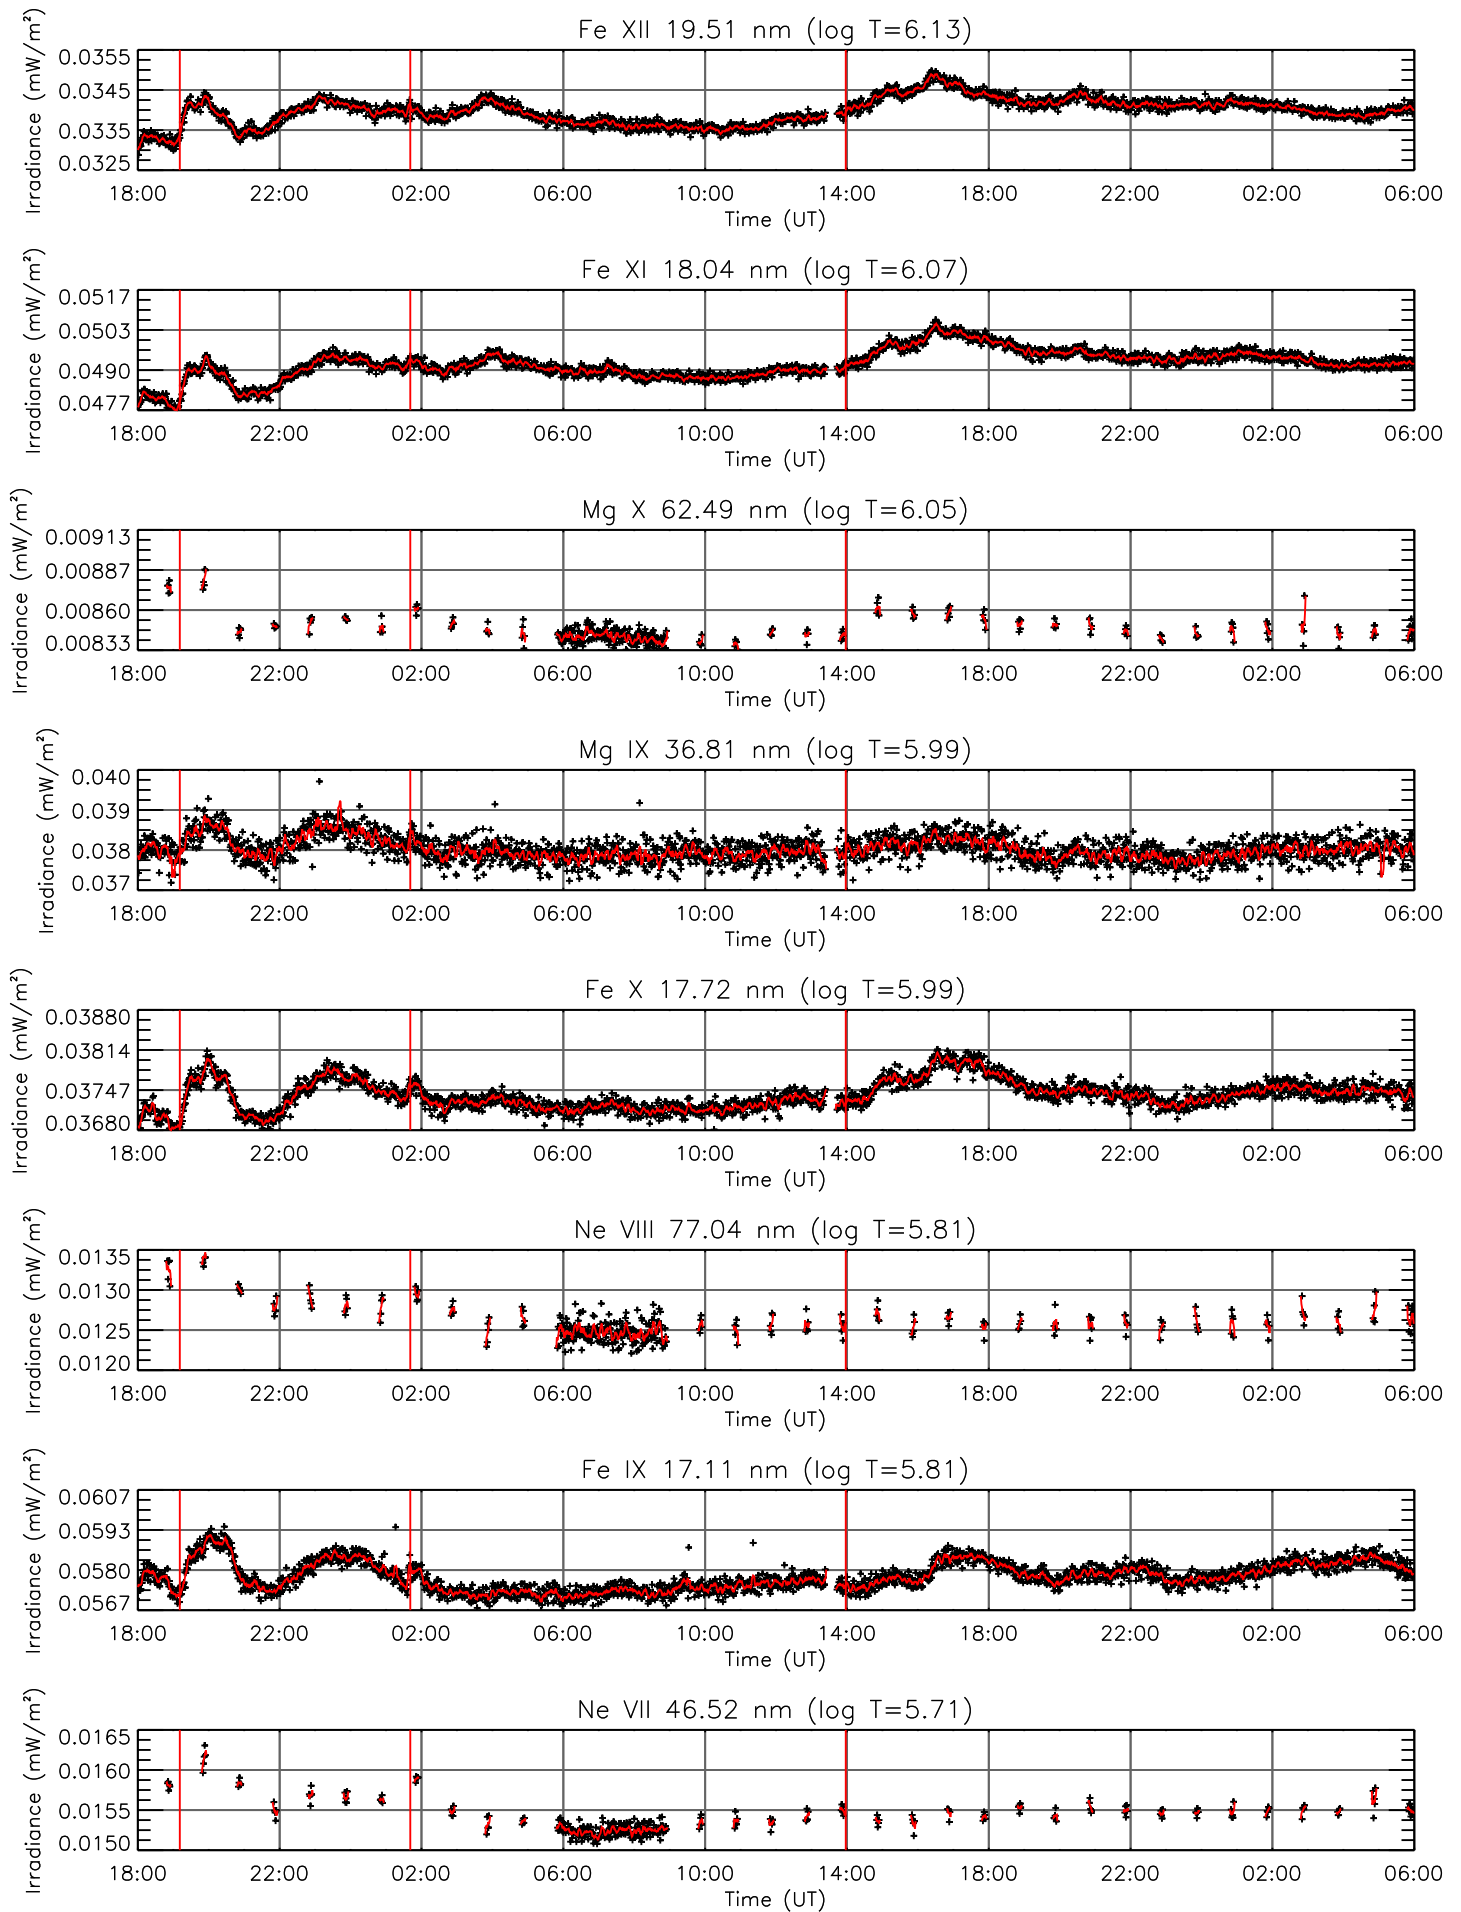 Fe XII 19.51 nm (log T=6.13)
Irradiance (mW/m²)
0.0355
0.0345
0.0335
0.0325
18:00 22:00 02:00 06:00 10:00 14:00 18:00 22:00 02:00 06:00
Time (UT)
Fe XI 18.04 nm (log T=6.07)
Irradiance (mW/m²)
0.0517
0.0503
0.0490
0.0477
18:00 22:00 02:00 06:00 10:00 14:00 18:00 22:00 02:00 06:00
Time (UT)
Mg X 62.49 nm (log T=6.05)
Irradiance (mW/m²)
0.00913
0.00887
0.00860
0.00833
18:00 22:00 02:00 06:00 10:00 14:00 18:00 22:00 02:00 06:00
Time (UT)
Mg IX 36.81 nm (log T=5.99)
Irradiance (mW/m²)
0.040
0.039
0.038
0.037
18:00 22:00 02:00 06:00 10:00 14:00 18:00 22:00 02:00 06:00
Time (UT)
Fe X 17.72 nm (log T=5.99)
Irradiance (mW/m²)
0.03880
0.03814
0.03747
0.03680
18:00 22:00 02:00 06:00 10:00 14:00 18:00 22:00 02:00 06:00
Time (UT)
Ne VIII 77.04 nm (log T=5.81)
Irradiance (mW/m²)
0.0135
0.0130
0.0125
0.0120
18:00 22:00 02:00 06:00 10:00 14:00 18:00 22:00 02:00 06:00
Time (UT)
Fe IX 17.11 nm (log T=5.81)
Irradiance (mW/m²)
0.0607
0.0593
0.0580
0.0567
18:00 22:00 02:00 06:00 10:00 14:00 18:00 22:00 02:00 06:00
Time (UT)
Ne VII 46.52 nm (log T=5.71)
Irradiance (mW/m²)
0.0165
0.0160
0.0155
0.0150
18:00 22:00 02:00 06:00 10:00 14:00 18:00 22:00 02:00 06:00
Time (UT)